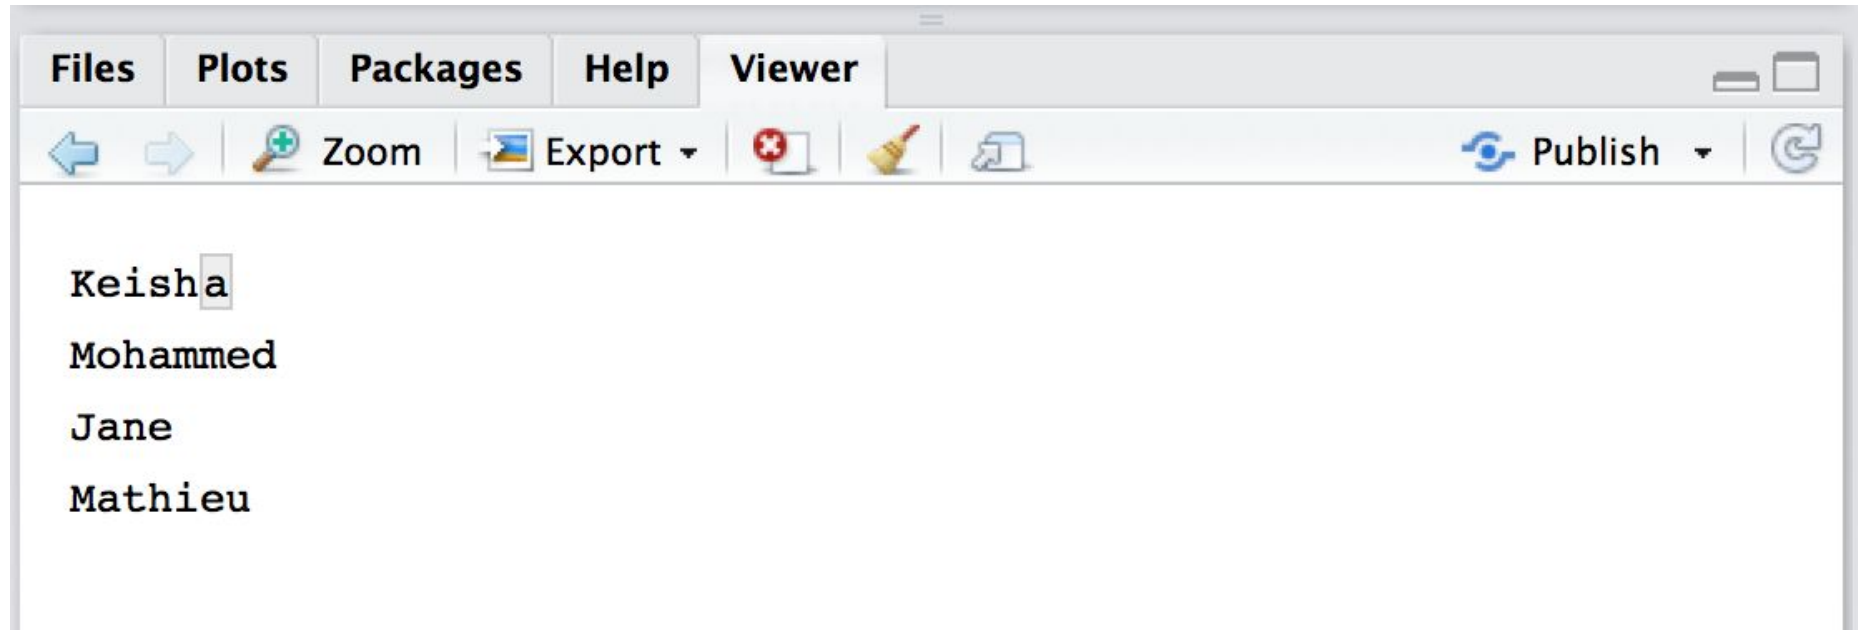 Files Plots Packages Help Viewer
Zoom Export Publish
Keisha
Mohammed
Jane
Mathieu